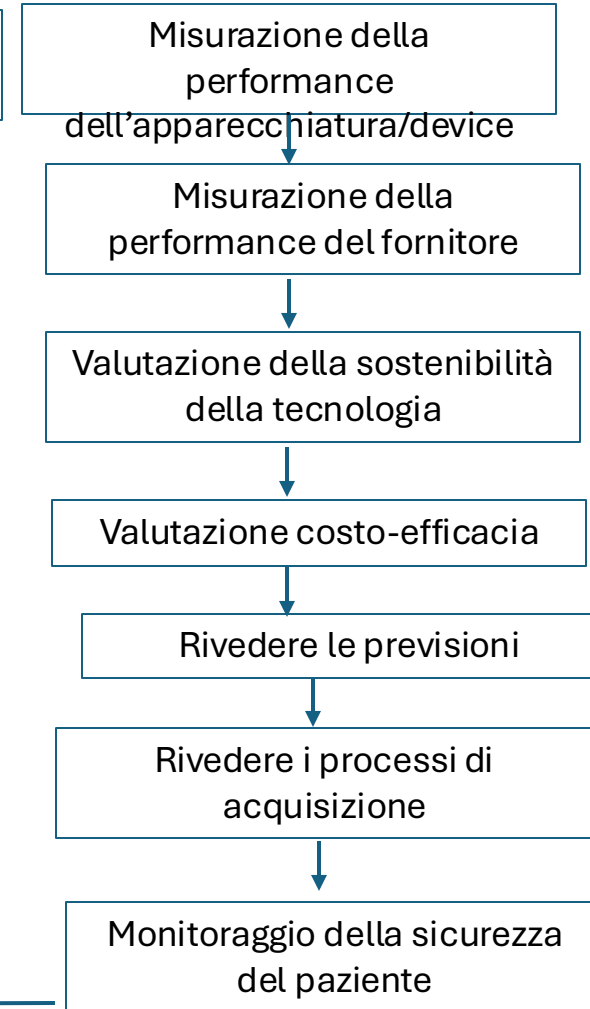 Misurazione della
performance
dell’apparecchiatura/device
Misurazione della
performance del fornitore
Valutazione della sostenibilità
della tecnologia
Valutazione costo-efficacia
Rivedere le previsioni
Rivedere i processi di
acquisizione
Monitoraggio della sicurezza
del paziente